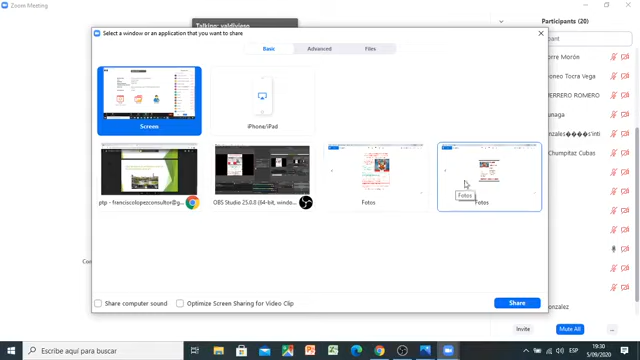 Zoom Meeting
Talking: valdivieso
Participants (20)
Select a window or an application that you want to share
Basic
Advanced
Files
orre Morón
oneo Tocra Vega
ERRERO ROMERO
unaga
nzales����s'inti
Chumpitaz Cubas
Screen
iPhone/iPad
ptp - franciscolopezconsultor@g...
OBS Studio 25.0.8 (64-bit, windo...
Fotos
Fotos
Fotos
Share computer sound
Optimize Screen Sharing for Video Clip
Share
onzalez
Invite
Mute All
...
Escribe aquí para buscar
ESP
19:30
5/09/2020